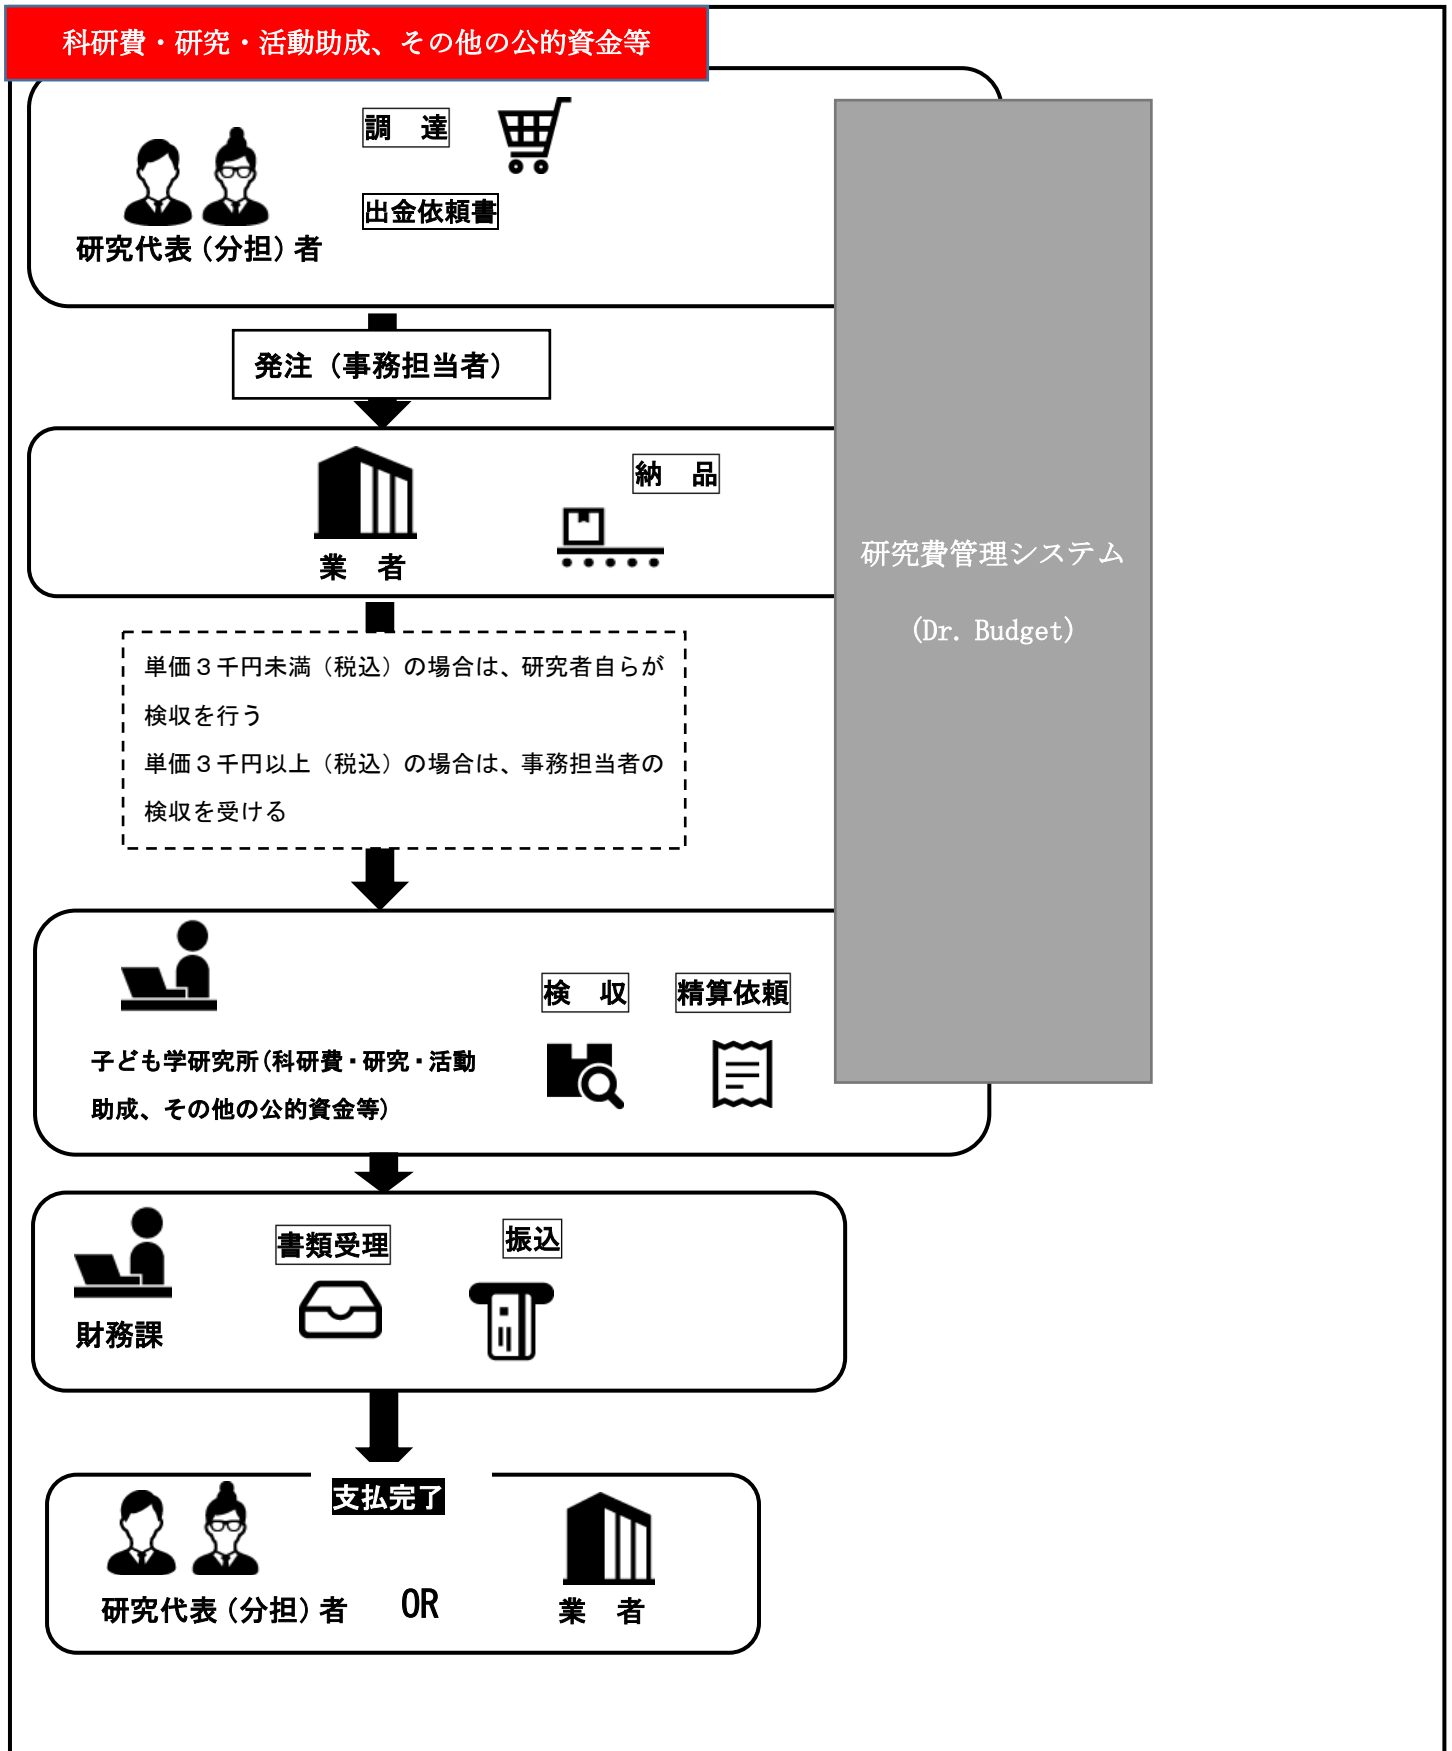 科研費・研究・活動助成、その他の公的資金等
調　達
出金依頼書
研究代表（分担）者
発注（事務担当者）
納　品
業　者
研究費管理システム
(Dr. Budget)
単価３千円未満（税込）の場合は、研究者自らが
検収を行う
単価３千円以上（税込）の場合は、事務担当者の
検収を受ける
検　収
精算依頼
子ども学研究所(科研費・研究・活動
助成、その他の公的資金等)
書類受理
振込
財務課
支払完了
研究代表（分担）者
OR
業　者